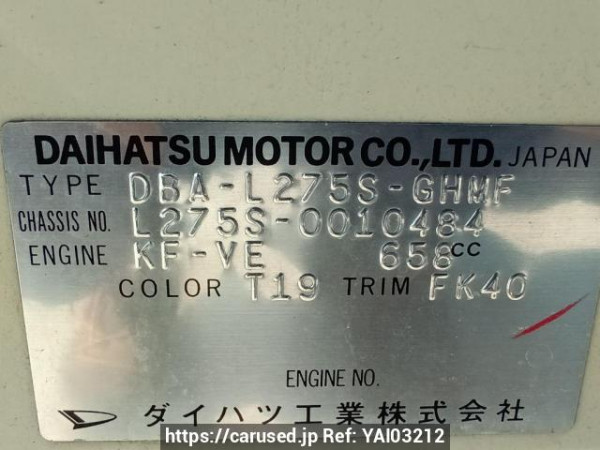 DAIHATSU MOTOR CO.,LTD. JAPAN
TYPE DBA-L275S-GHMF
CHASSIS NO. L275S-0010484
ENGINE KF-VE 658CC
COLOR T19 TRIM FK40
ENGINE NO.
ダイハツ工業株式会社
https://carused.jp Ref: YAI03212